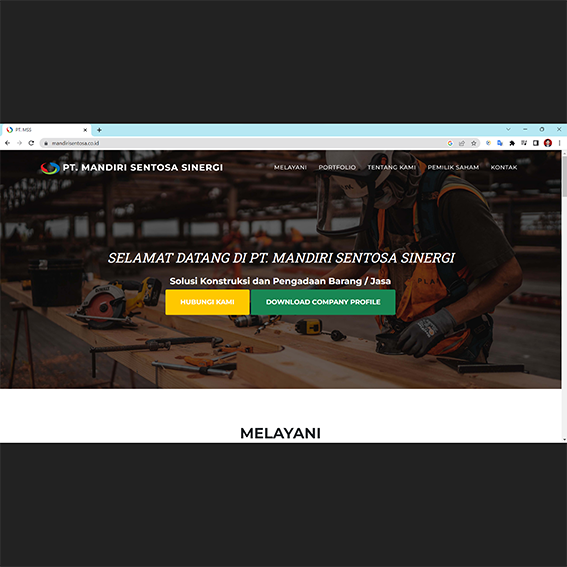 PT. MSS
mandirisentosa.co.id
PT. MANDIRI SENTOSA SINERGI
MELAYANI PORTFOLIO TENTANG KAMI PEMILIK SAHAM KONTAK
SELAMAT DATANG DI PT. MANDIRI SENTOSA SINERGI
Solusi Konstruksi dan Pengadaan Barang / Jasa
HUBUNGI KAMI DOWNLOAD COMPANY PROFILE
MELAYANI